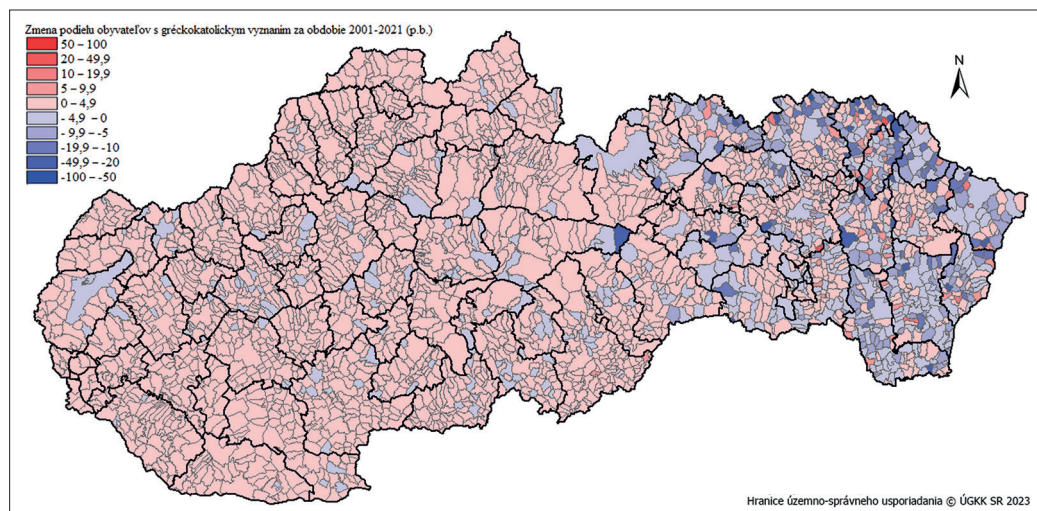 Zmena podielu obyvateľov s gréckokatolíckym vyznaním za obdobie 2001-2021 (p.b.)
50 – 100
20 – 49,9
10 – 19,9
5 – 9,9
0 – 4,9
- 4,9 – 0
-9,9 – -5
-19,9 – -10
-49,9 – -20
-100 – -50
N
Hranice územno-správneho usporiadania © ÚGKK SR 2023